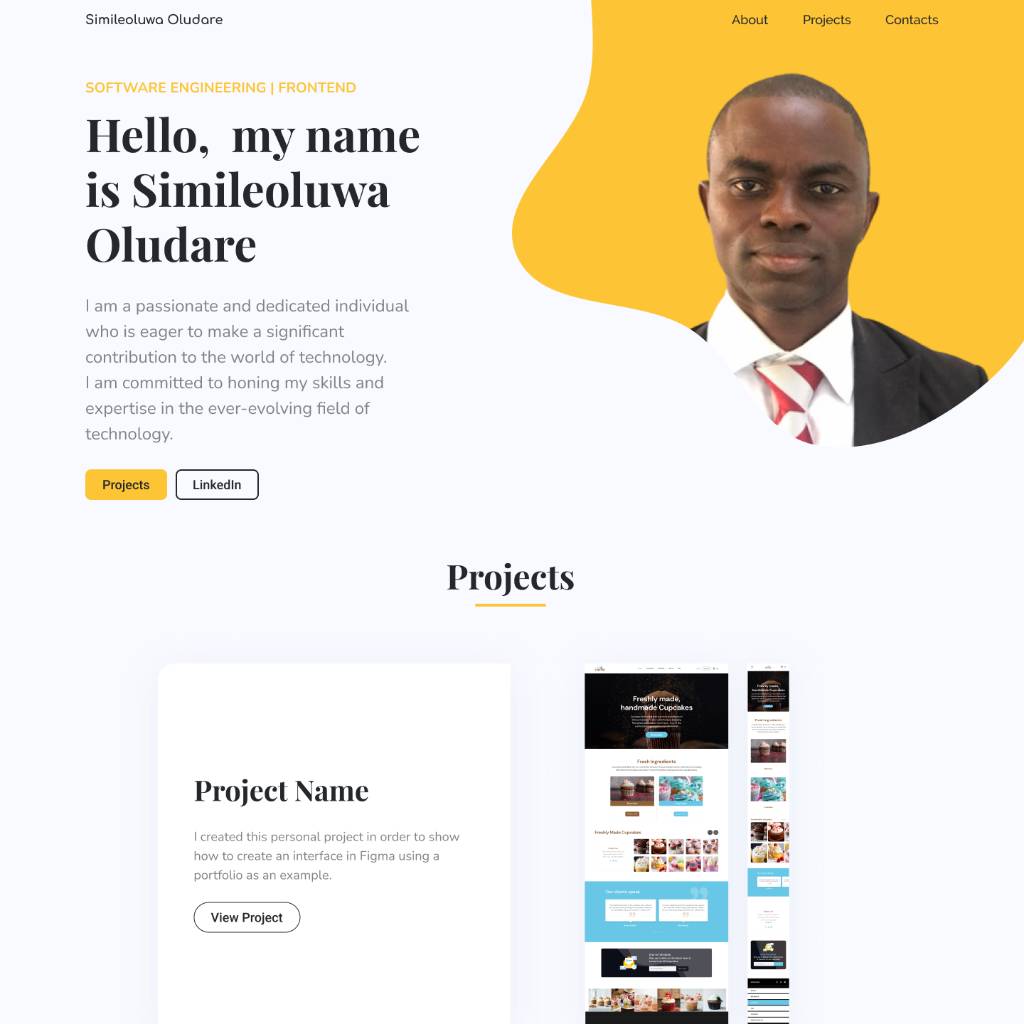 Simileoluwa Oludare
About Projects Contacts
SOFTWARE ENGINEERING | FRONTEND
Hello, my name
is Simileoluwa
Oludare
I am a passionate and dedicated individual
who is eager to make a significant
contribution to the world of technology.
I am committed to honing my skills and
expertise in the ever-evolving field of
technology.
Projects LinkedIn
Projects
Project Name
I created this personal project in order to show
how to create an interface in Figma using a
portfolio as an example.
View Project
Freshly made,
handmade Cupcakes
Fresh Ingredients
Freshly Made Cupcakes